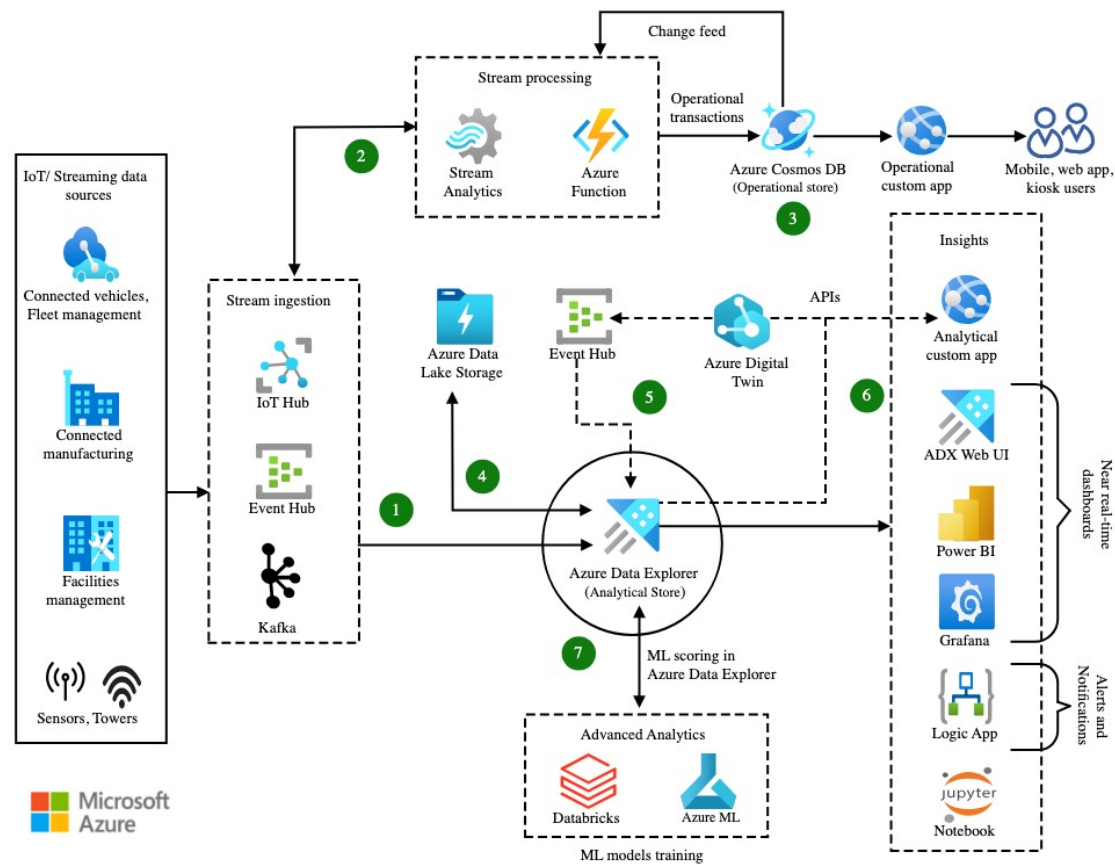 Change feed
Stream processing
Stream
Analytics
Azure
Function
Operational
transactions
Azure Cosmos DB
(Operational store)
Operational
custom app
Mobile, web app,
kiosk users
2
3
IoT/ Streaming data
sources
Connected vehicles,
Fleet management
Connected
manufacturing
Facilities
management
Sensors, Towers
Stream ingestion
IoT Hub
Event Hub
Kafka
1
Azure Data
Lake Storage
4
Event Hub
5
Azure Digital
Twin
APIs
6
Azure Data Explorer
(Analytical Store)
7
ML scoring in
Azure Data Explorer
Advanced Analytics
Databricks
Azure ML
ML models training
Insights
Analytical
custom app
ADX Web UI
Power BI
Grafana
Near real-time
dashboards
Logic App
Alerts and
Notifications
jupyter
Notebook
Microsoft
Azure